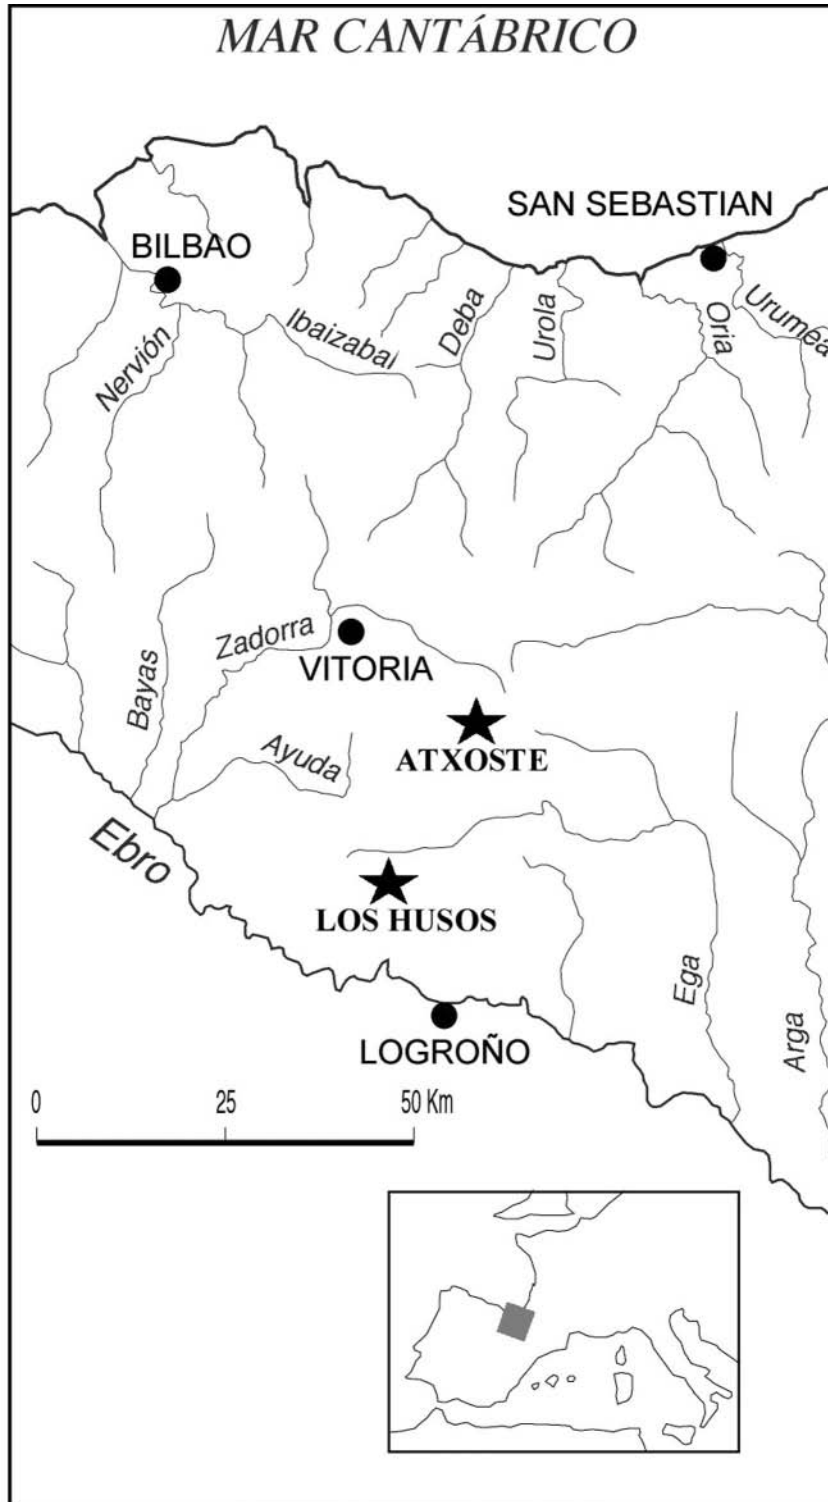 MAR CANTÁBRICO
SAN SEBASTIAN
BILBAO
Nervión
Ibaizabal
Deba
Urola
Oria
Urumea
Zadorra
VITORIA
Bayas
Ayuda
ATXOSTE
Ebro
LOS HUSOS
Ega
Arga
LOGROÑO
0 25 50 Km